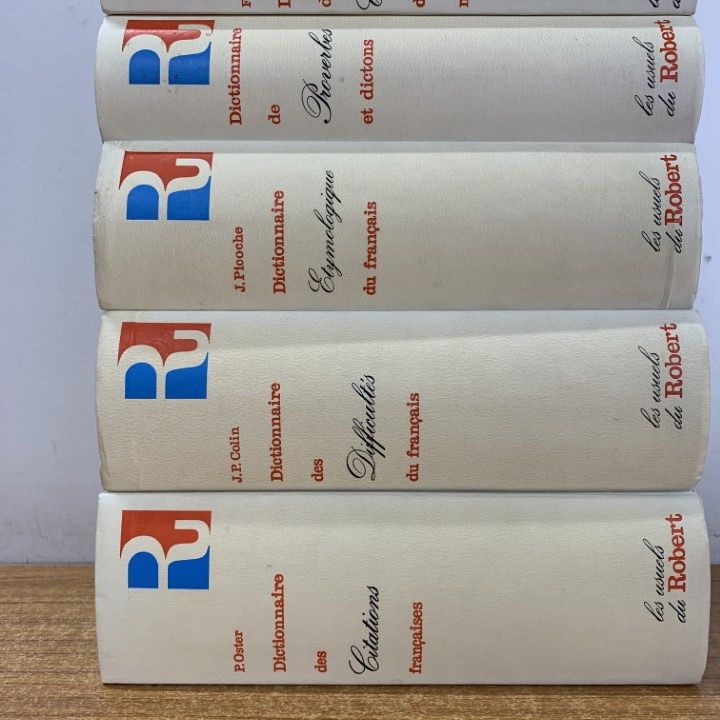 Dictionnaire
de
Proverbes
et dictons
les usuels
du Robert
J. Picoche
Dictionnaire
Etymologique
du français
les usuels
du Robert
J.P. Colin
Dictionnaire
des
Difficultés
du français
les usuels
du Robert
P. Oster
Dictionnaire
des
Citations
françaises
les usuels
du Robert